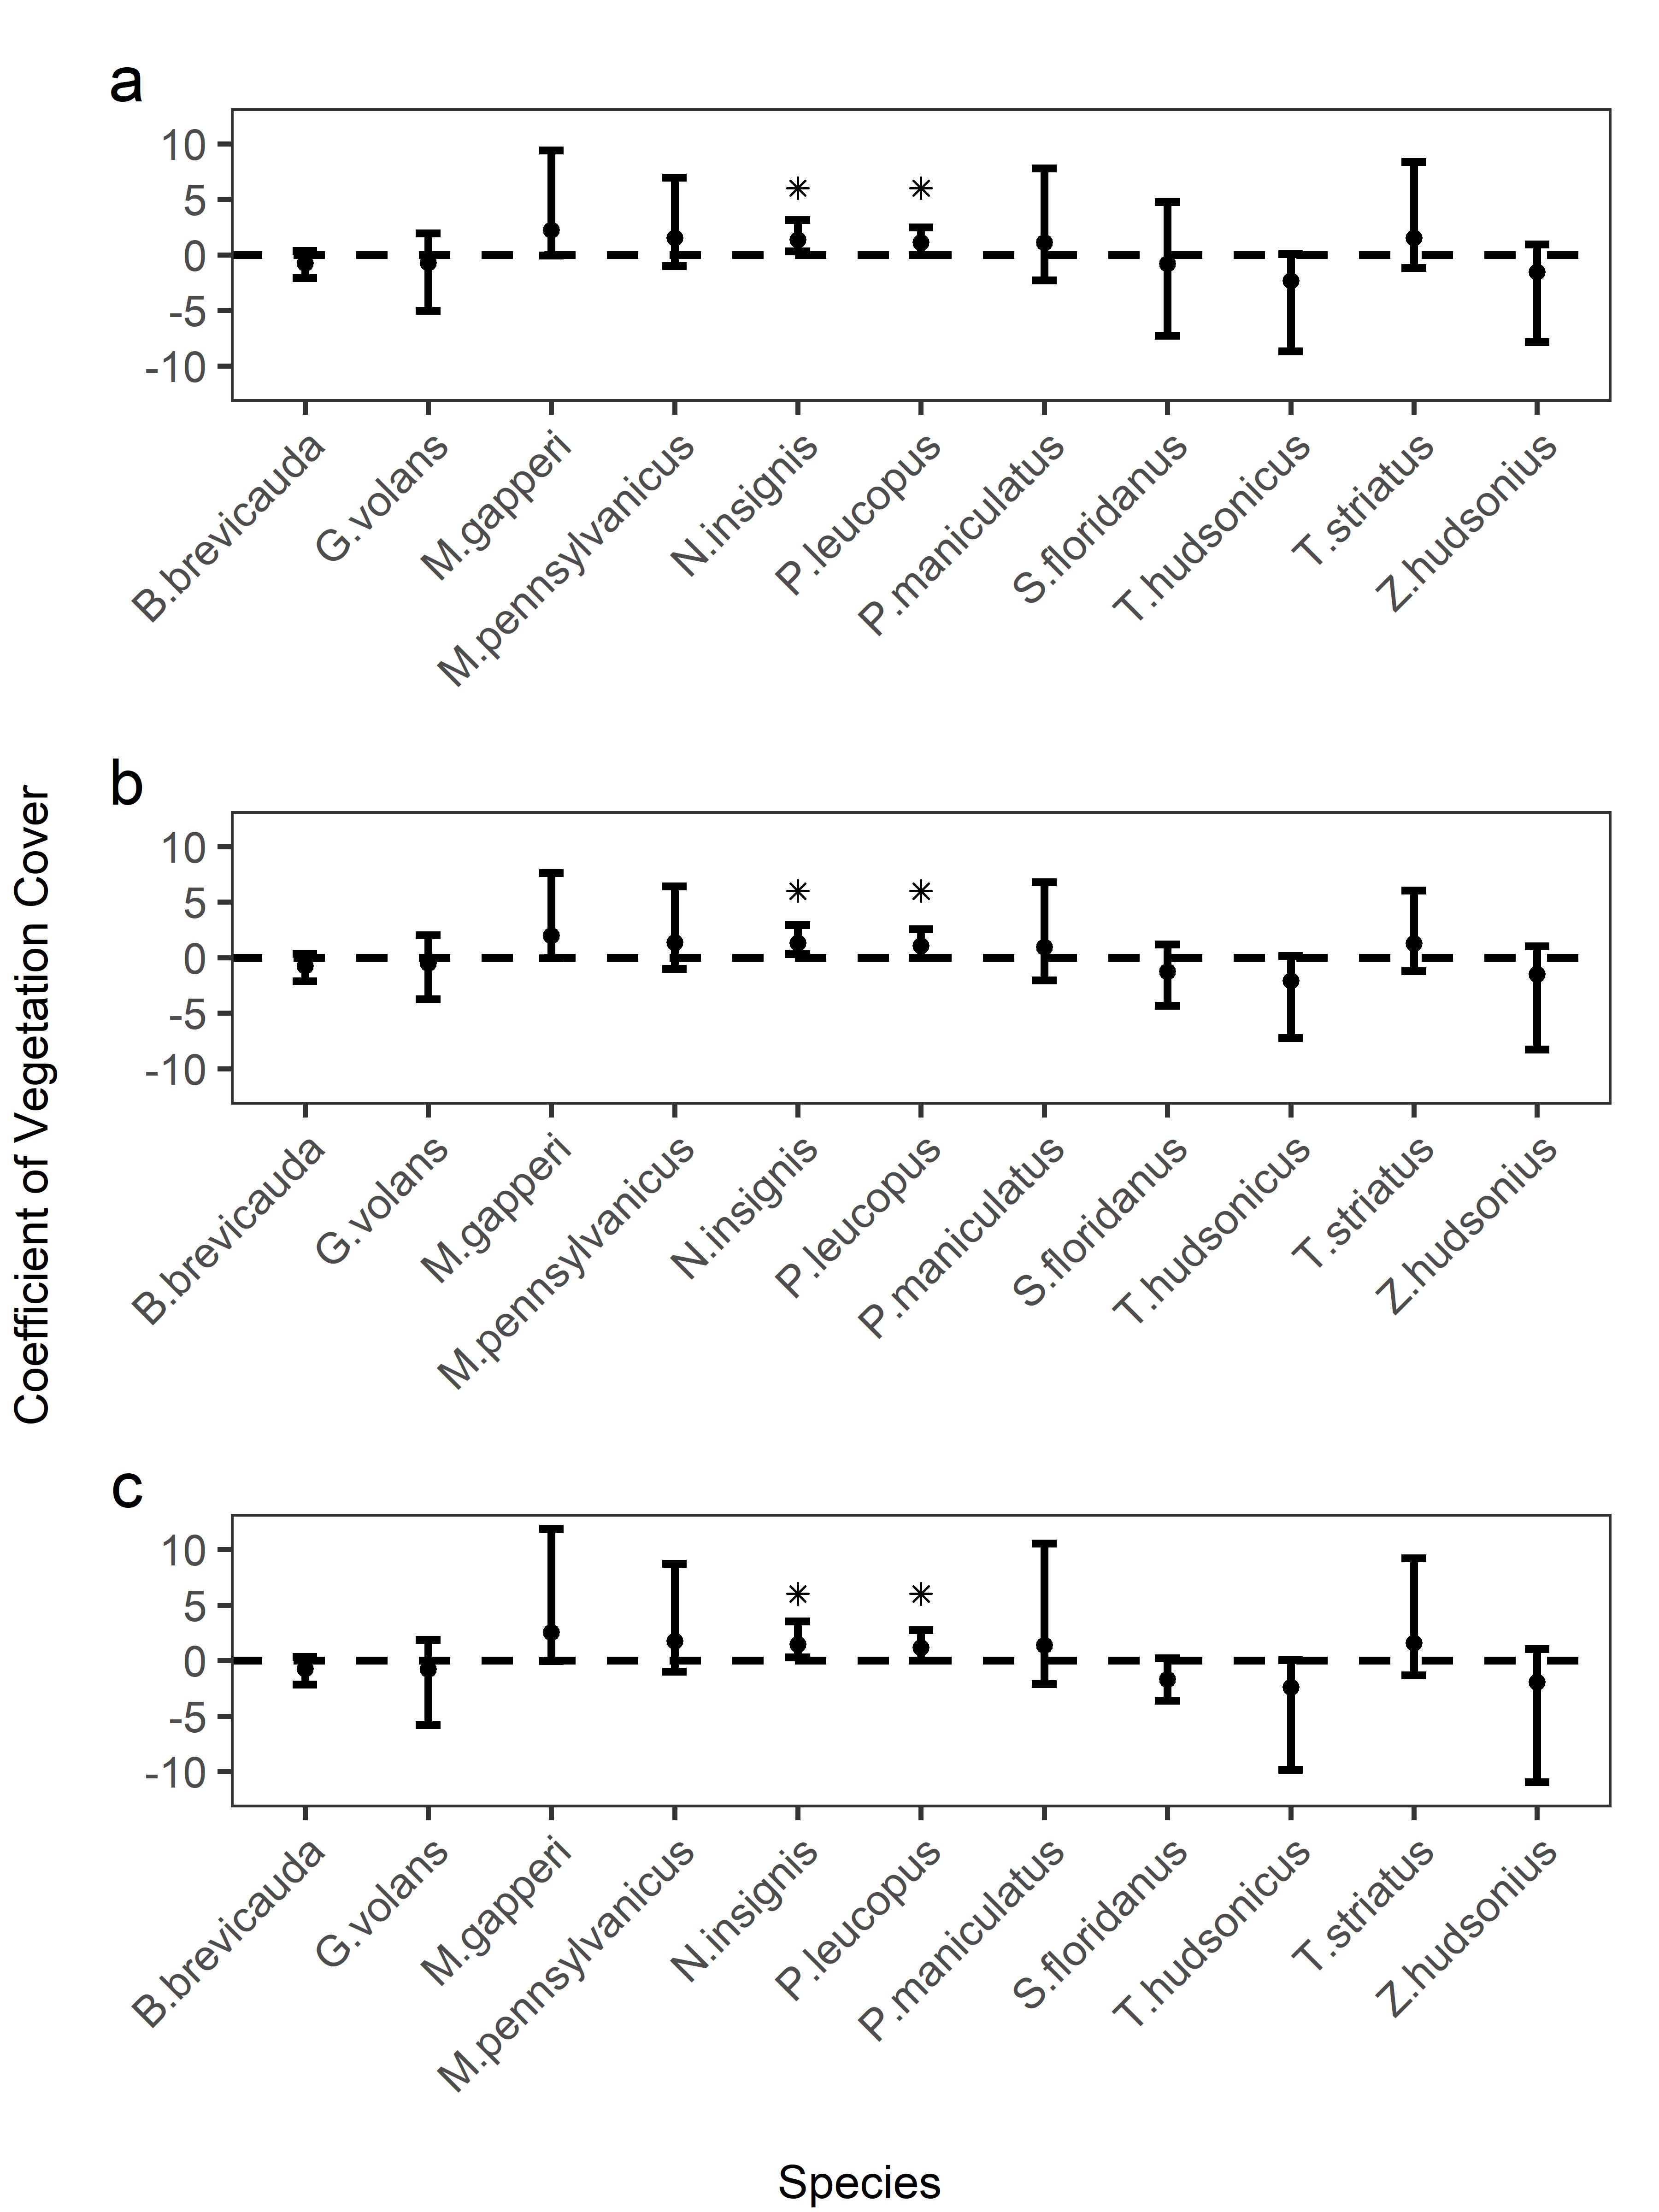 a
10
5
0
-5
-10
*
*
B.brevicauda
G.volans
M.gapperi
M.pennsylvanicus
N.insignis
P.leucopus
P.maniculatus
S.floridanus
T.hudsonicus
T.striatus
Z.hudsonius
Coefficient of Vegetation Cover
b
10
5
0
-5
-10
*
*
B.brevicauda
G.volans
M.gapperi
M.pennsylvanicus
N.insignis
P.leucopus
P.maniculatus
S.floridanus
T.hudsonicus
T.striatus
Z.hudsonius
c
10
5
0
-5
-10
*
*
B.brevicauda
G.volans
M.gapperi
M.pennsylvanicus
N.insignis
P.leucopus
P.maniculatus
S.floridanus
T.hudsonicus
T.striatus
Z.hudsonius
Species